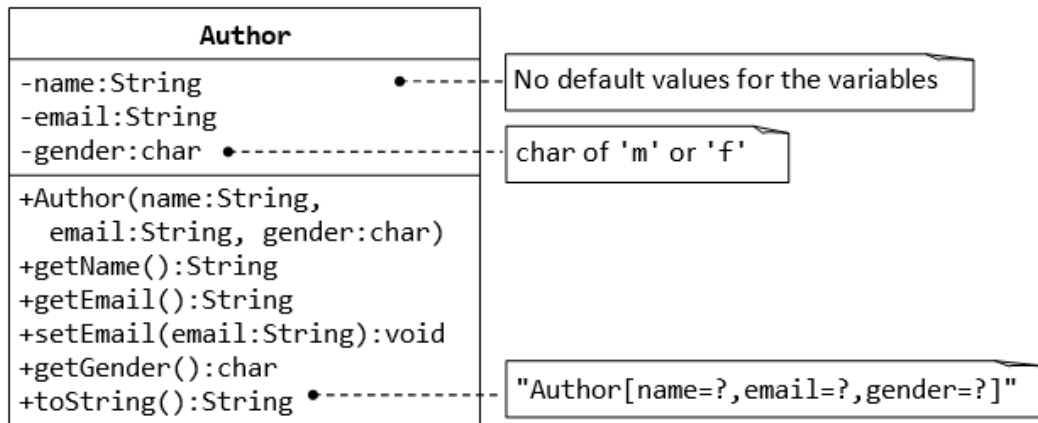 Author
-name:String
No default values for the variables
-email:String
-gender:char
char of 'm' or 'f'
+Author(name:String,
email:String, gender:char)
+getName():String
+getEmail():String
+setEmail(email:String):void
+getGender():char
+toString():String
"Author[name=?,email=?,gender=?]"